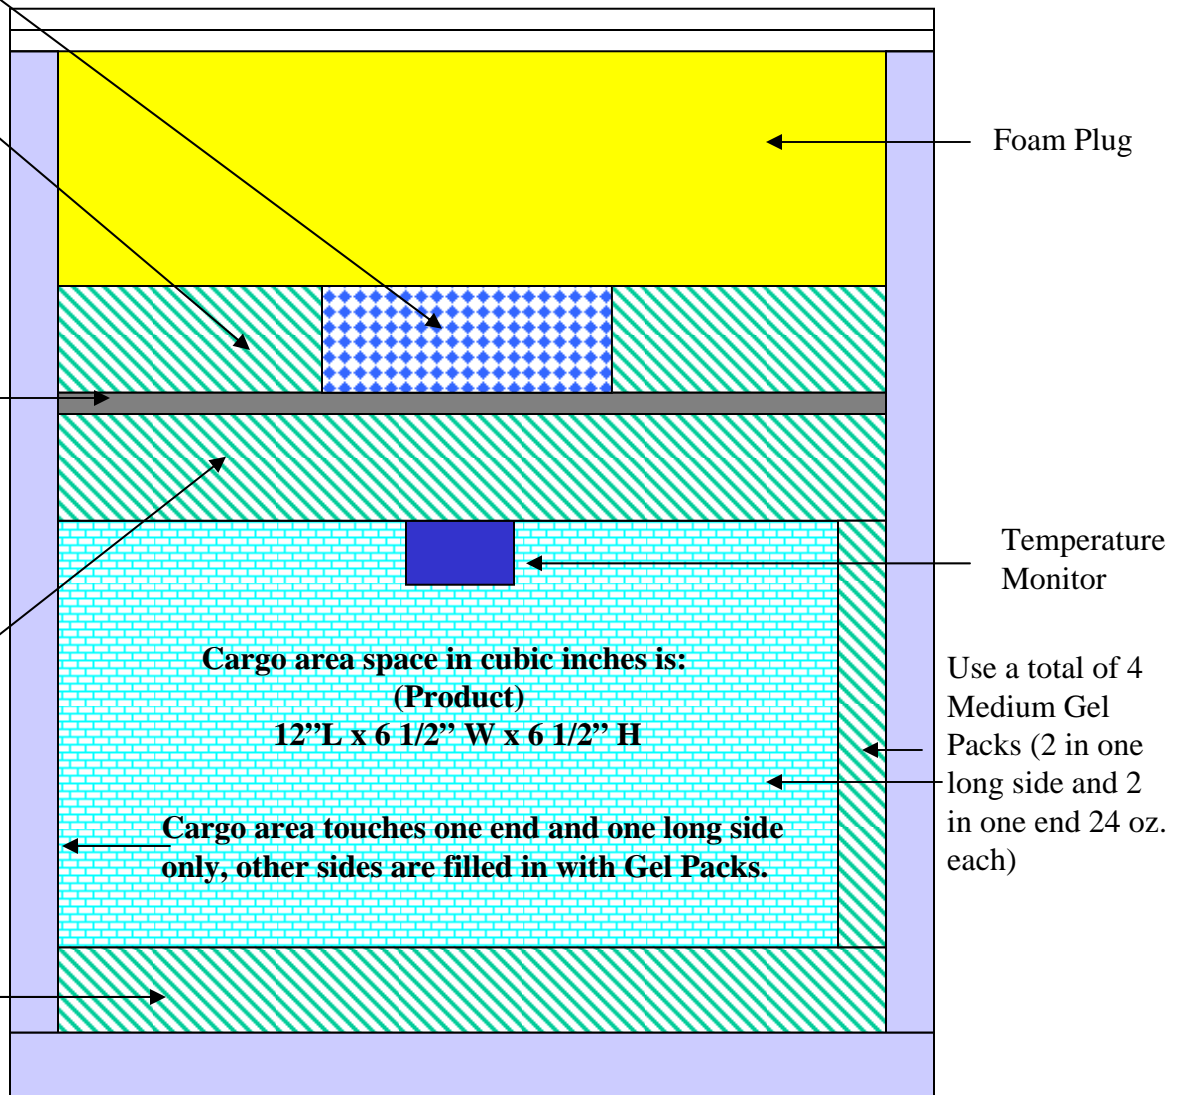 Foam Plug
Temperature
Monitor
Cargo area space in cubic inches is:
(Product)
12”L x 6 1/2” W x 6 1/2” H
Use a total of 4
Medium Gel
Packs (2 in one
long side and 2
in one end 24 oz.
each)
Cargo area touches one end and one long side
only, other sides are filled in with Gel Packs.